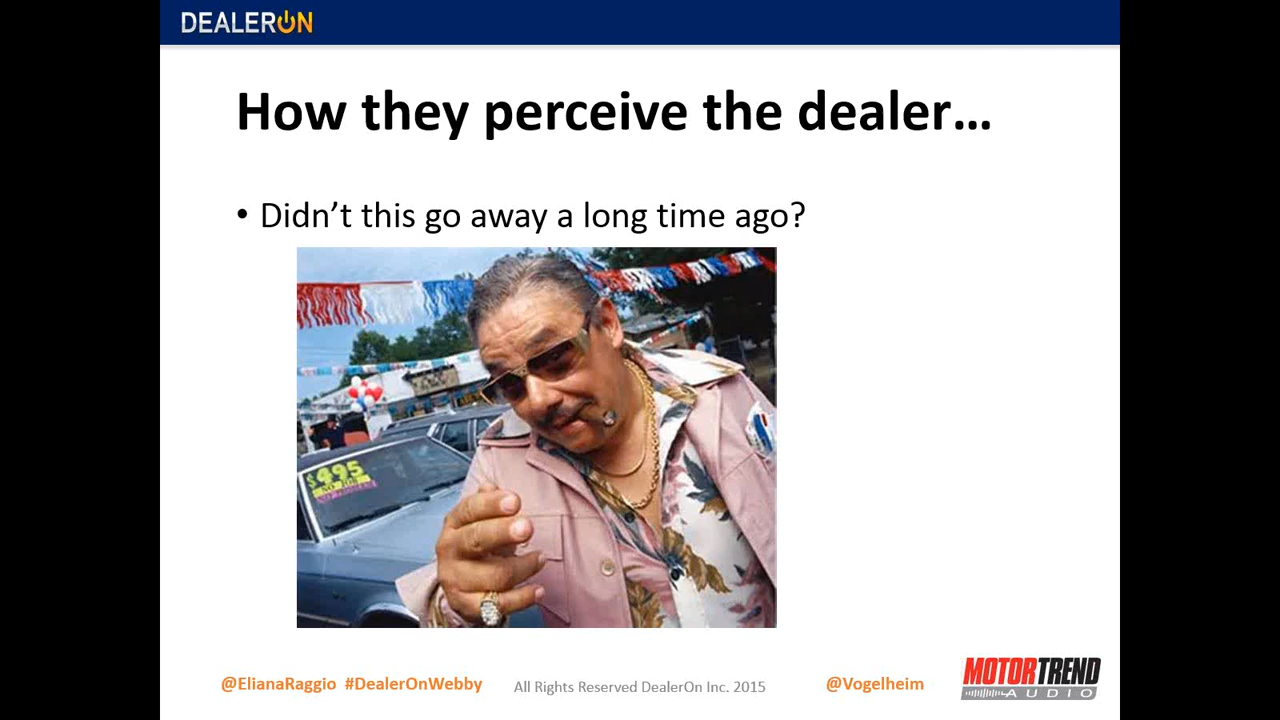 DEALERON
How they perceive the dealer…
• Didn’t this go away a long time ago?
$495
@ElianaRaggio #DealerOnWebby
All Rights Reserved DealerOn Inc. 2015
@Vogelheim
MOTORTREND
AUDIO